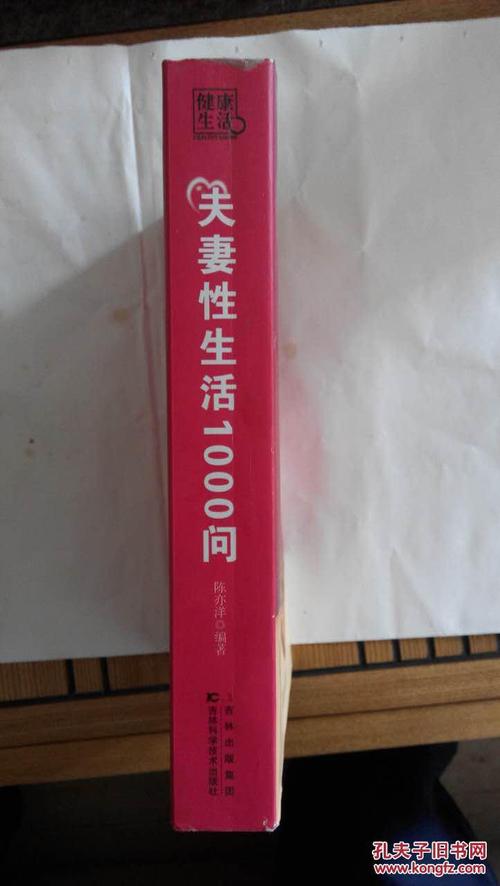 健康
生活
夫妻性生活1000问
陈亦洋◎编著
吉林出版集团
吉林科学技术出版社
孔夫子旧书网
www.kongfz.com